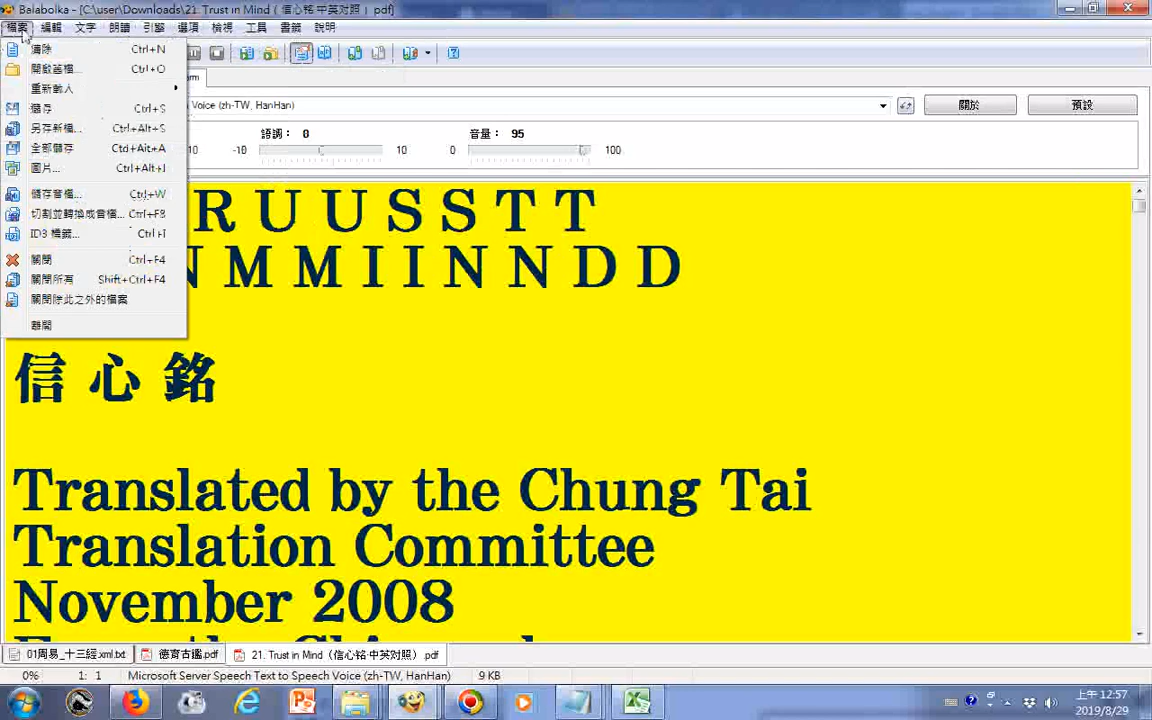 Balabolka - [C:\user\Downloads\21. Trust in Mind（信心銘‧中英对照）.pdf]
檔案 編輯 文字 朗讀 引擎 選項 檢視 工具 書籤 說明
清除 Ctrl+N
開啟舊檔... Ctrl+O
重新載入
儲存 Ctrl+S
另存新檔... Ctrl+Alt+S
全部儲存 Ctrl+Alt+A
圖片... Ctrl+Alt+I
儲存音檔... Ctrl+W
切割並轉換成音檔... Ctrl+F8
ID3 標籤... Ctrl+I
關閉 Ctrl+F4
關閉所有 Shift+Ctrl+F4
關閉除此之外的檔案
離開
Voice (zh-TW, HanHan)
關於
預設
語調： 0
音量： 95
10
-10
10
0
100
R U U S S T T
N M M I I N N D D
信 心 銘
Translated by the Chung Tai
Translation Committee
November 2008
01周易_十三經.xml.txt
德育古鑑.pdf
21. Trust in Mind（信心銘‧中英对照）.pdf
0%
1: 1
Microsoft Server Speech Text to Speech Voice (zh-TW, HanHan)
9 KB
上午 12:57
2019/8/29